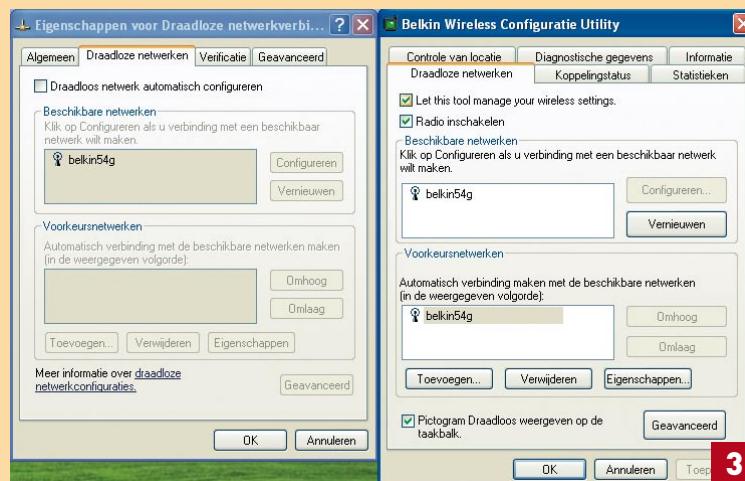 Eigenschappen voor Draadloze netwerkverbi...
Algemeen
Draadloze netwerken
Verificatie
Geavanceerd
Draadloos netwerk automatisch configureren
Beschikbare netwerken
Klik op Configureren als u verbinding met een beschikbaar
netwerk wilt maken.
belkin54g
Configureren
Vernieuwen
Voorkeursnetwerken
Automatisch verbinding met de beschikbare netwerken maken
(in de weergegeven volgorde):
Omhoog
Omlaag
Toevoegen...
Verwijderen
Eigenschappen
Meer informatie over draadloze
netwerkconfiguraties.
Geavanceerd
OK
Annuleren
Belkin Wireless Configuratie Utility
Controle van locatie
Diagnostische gegevens
Informatie
Draadloze netwerken
Koppelingstatus
Statistieken
Let this tool manage your wireless settings.
Radio inschakelen
Beschikbare netwerken
Klik op Configureren als u verbinding met een beschikbaar netwerk
wilt maken.
belkin54g
Configureren...
Vernieuwen
Voorkeursnetwerken
Automatisch verbinding maken met de beschikbare netwerken
(in de weergegeven volgorde):
belkin54g
Omhoog
Omlaag
Toevoegen...
Verwijderen
Eigenschappen...
Pictogram Draadloos weergeven op de
taakbalk.
Geavanceerd
OK
Annuleren
3